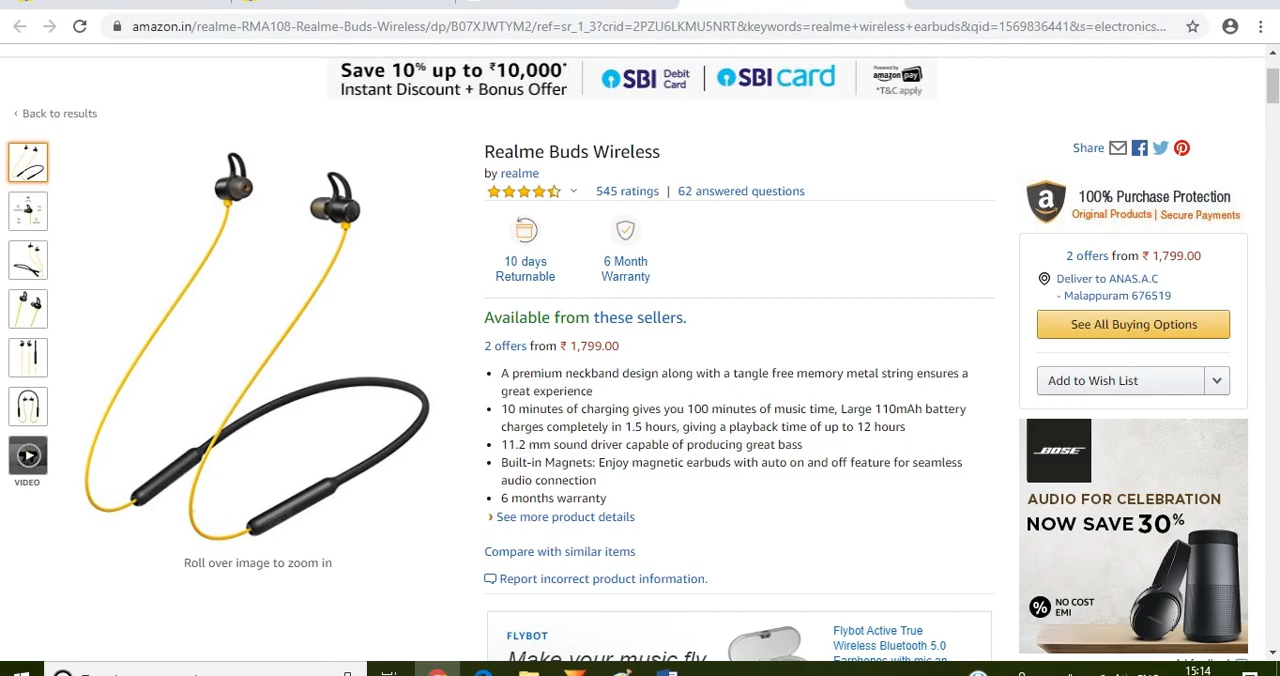 amazon.in/realme-RMA108-Realme-Buds-Wireless/dp/B07XJWTYM2/ref=sr_1_3?crid=2PZU6LKMU5NRT&keywords=realme+wireless+earbuds&qid=1569836441&s=electronics...
Save 10% up to ₹10,000*
Instant Discount + Bonus Offer
SBI Debit Card
SBI card
Powered by
amazon pay
*T&C apply
‹ Back to results
Realme Buds Wireless
by realme
545 ratings | 62 answered questions
10 days
Returnable
6 Month
Warranty
Available from these sellers.
2 offers from ₹ 1,799.00
• A premium neckband design along with a tangle free memory metal string ensures a
great experience
• 10 minutes of charging gives you 100 minutes of music time, Large 110mAh battery
charges completely in 1.5 hours, giving a playback time of up to 12 hours
• 11.2 mm sound driver capable of producing great bass
• Built-in Magnets: Enjoy magnetic earbuds with auto on and off feature for seamless
audio connection
• 6 months warranty
› See more product details
Compare with similar items
Report incorrect product information.
VIDEO
Roll over image to zoom in
FLYBOT
Make your music fly
Flybot Active True
Wireless Bluetooth 5.0
Earphones with mic an
Share
a
100% Purchase Protection
Original Products | Secure Payments
2 offers from ₹ 1,799.00
Deliver to ANAS.A.C
- Malappuram 676519
See All Buying Options
Add to Wish List
BOSE
AUDIO FOR CELEBRATION
NOW SAVE 30%
% NO COST
EMI
15:14